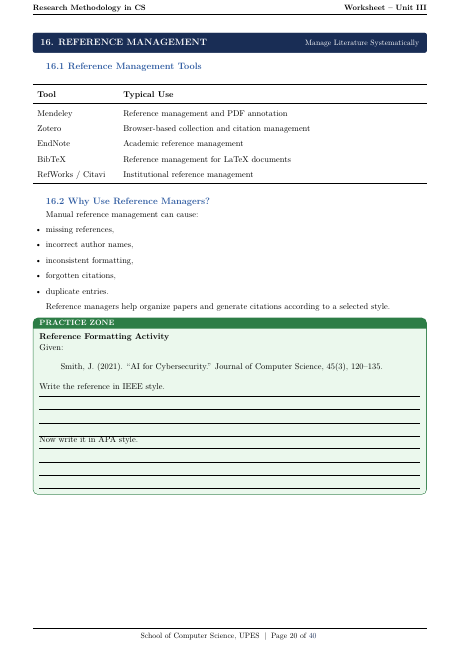 Research Methodology in CS Worksheet – Unit III
16. REFERENCE MANAGEMENT Manage Literature Systematically
16.1 Reference Management Tools
Tool Typical Use
Mendeley Reference management and PDF annotation
Zotero Browser-based collection and citation management
EndNote Academic reference management
BibTeX Reference management for LaTeX documents
RefWorks / Citavi Institutional reference management
16.2 Why Use Reference Managers?
Manual reference management can cause:
• missing references,
• incorrect author names,
• inconsistent formatting,
• forgotten citations,
• duplicate entries.
Reference managers help organize papers and generate citations according to a selected style.
PRACTICE ZONE
Reference Formatting Activity
Given:
Smith, J. (2021). “AI for Cybersecurity.” Journal of Computer Science, 45(3), 120–135.
Write the reference in IEEE style.
Now write it in APA style.
School of Computer Science, UPES | Page 20 of 40